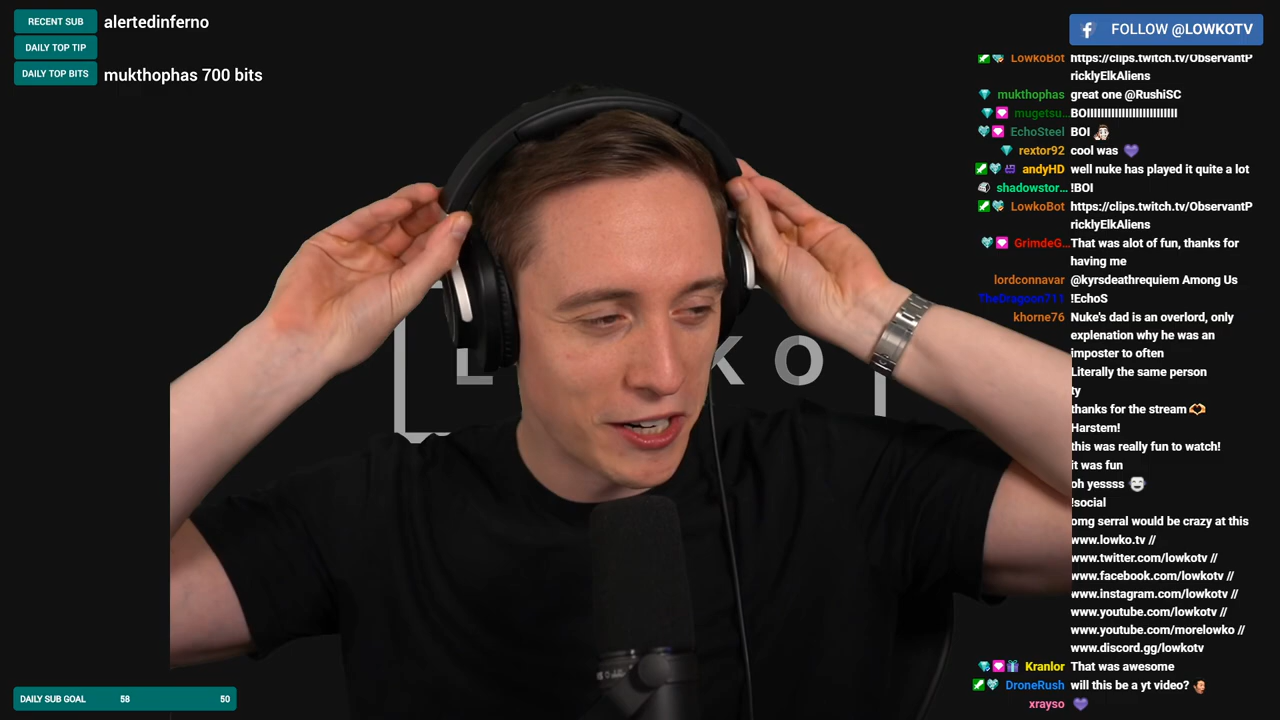 RECENT SUB alertedinferno
DAILY TOP TIP
DAILY TOP BITS mukthophas 700 bits
FOLLOW @LOWKOTV
LowkoBot https://clips.twitch.tv/ObservantP
ricklyElkAliens
mukthophas great one @RushiSC
mugetsu...
EchoSteel BOI
rextor92 cool was
andyHD well nuke has played it quite a lot
shadowstor... !BOI
LowkoBot https://clips.twitch.tv/ObservantP
ricklyElkAliens
GrimdeG... That was alot of fun, thanks for
having me
lordconnavar @kyrsdeathrequiem Among Us
TheDragoon711 !EchoS
khorne76 Nuke's dad is an overlord, only
explenation why he was an
imposter to often
Literally the same person
ty
thanks for the stream
Harstem!
this was really fun to watch!
it was fun
oh yessss
!social
omg serral would be crazy at this
www.lowko.tv //
www.twitter.com/lowkotv //
www.facebook.com/lowkotv //
www.instagram.com/lowkotv //
www.youtube.com/lowkotv //
www.youtube.com/morelowko //
www.discord.gg/lowkotv
Kranlor That was awesome
DroneRush will this be a yt video?
xrayso
L KO
DAILY SUB GOAL 58 50